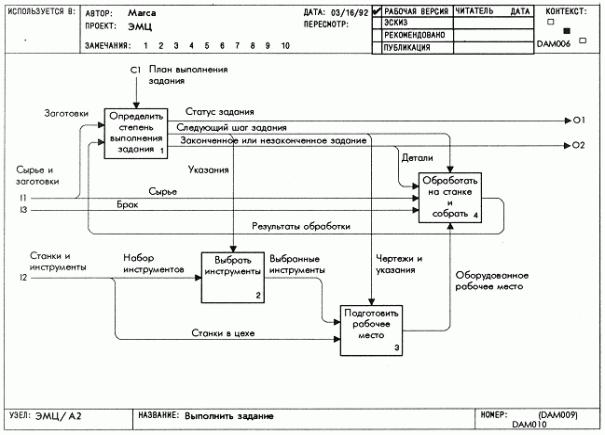 ИСПОЛЬЗУЕТСЯ В:
АВТОР: Marca
ПРОЕКТ: ЭМЦ
ЗАМЕЧАНИЯ: 1 2 3 4 5 6 7 8 9 10
ДАТА: 03/16/92
ПЕРЕСМОТР:
РАБОЧАЯ ВЕРСИЯ
ЭСКИЗ
РЕКОМЕНДОВАНО
ПУБЛИКАЦИЯ
ЧИТАТЕЛЬ ДАТА
КОНТЕКСТ:
DAM006
C1 План выполнения
задания
Заготовки
Определить
степень
выполнения
задания 1
Статус задания
O1
Следующий шаг задания
Законченное или незаконченное задание
O2
Указания
Детали
Сырье и
заготовки
I1
I3
Сырье
Брак
Обработать
на станке
и
собрать 4
Результаты обработки
Станки и
инструменты
I2
Набор
инструментов
Выбрать
инструменты
2
Выбранные
инструменты
Чертежи и
указания
Оборудованное
рабочее место
Станки в цехе
Подготовить
рабочее
место
3
УЗЕЛ: ЭМЦ/A2
НАЗВАНИЕ: Выполнить задание
НОМЕР: (DAM009)
DAM010